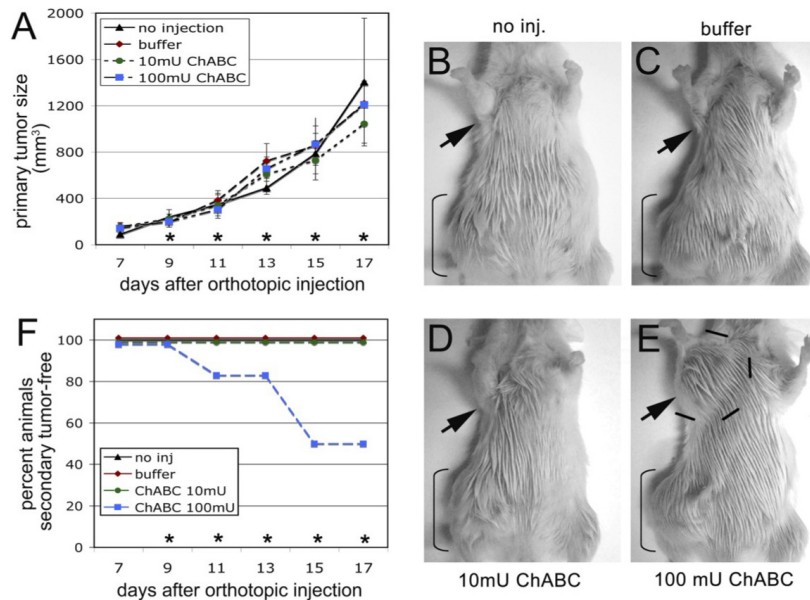 A
primary tumor size
(mm³)
2000
1600
1200
800
400
0
no injection
buffer
10mU ChABC
100mU ChABC
* * * * *
7 9 11 13 15 17
days after orthotopic injection
no inj.
buffer
B
C
F
percent animals
secondary tumor-free
100
80
60
40
20
0
no inj
buffer
ChABC 10mU
ChABC 100mU
* * * * *
7 9 11 13 15 17
days after orthotopic injection
D
E
10mU ChABC
100 mU ChABC